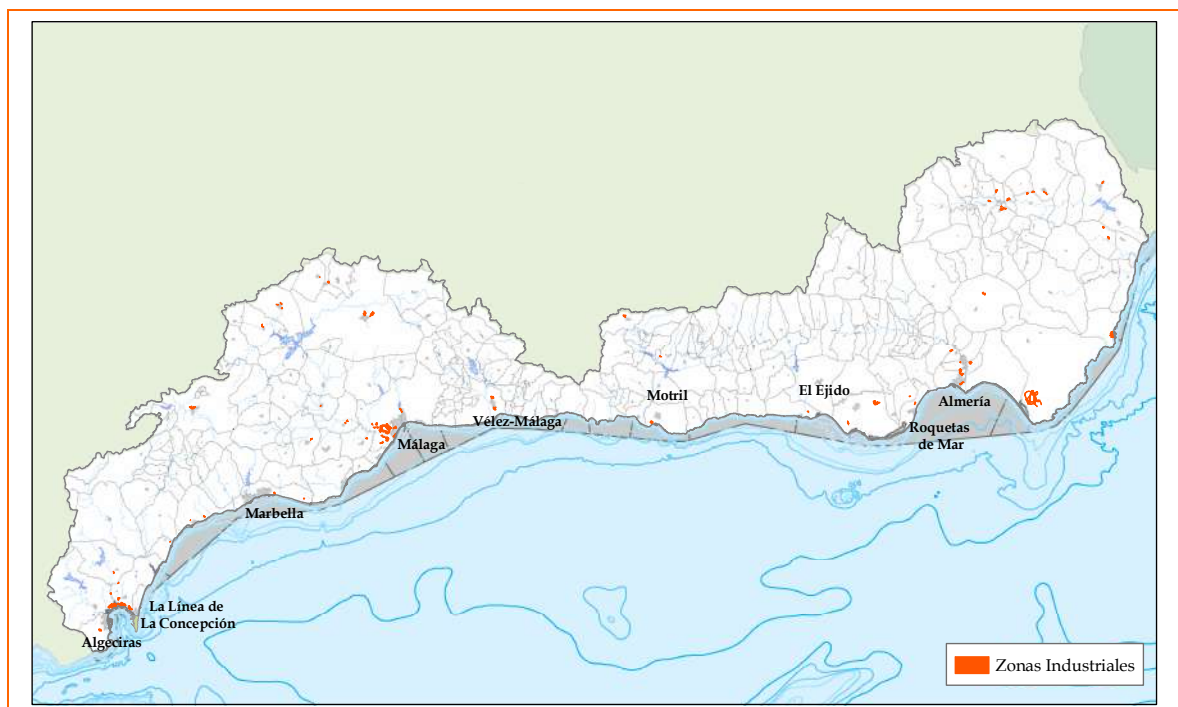 Motril
El Ejido
Almería
Vélez-Málaga
Roquetas
de Mar
Málaga
Marbella
La Línea de
La Concepción
Algeciras
Zonas Industriales